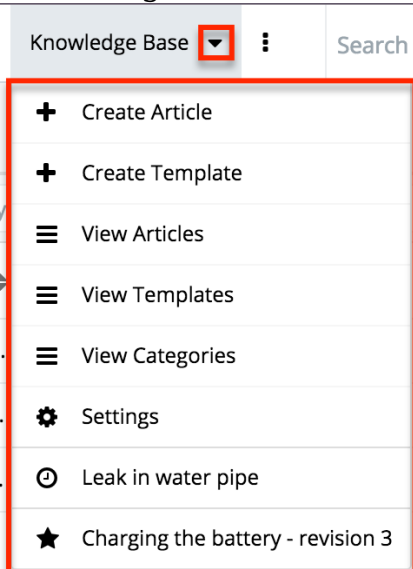 Knowledge Base
Search
Create Article
Create Template
View Articles
View Templates
View Categories
Settings
Leak in water pipe
Charging the battery - revision 3